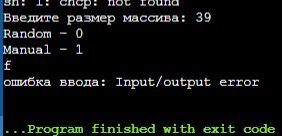 sh: 1: chcp: not found
Введите размер массива: 39
Random - 0
Manual - 1
f
ошибка ввода: Input/output error
...Program finished with exit code